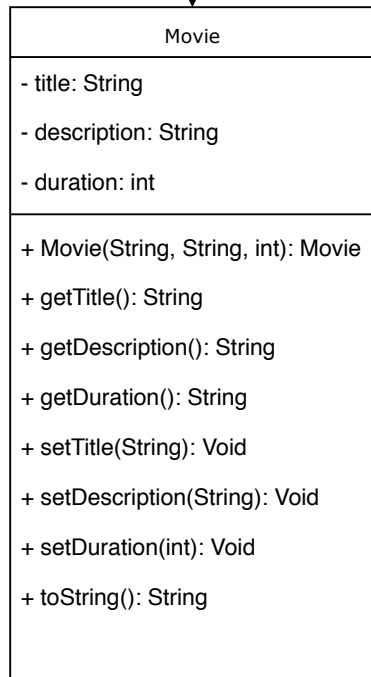 Movie
- title: String
- description: String
- duration: int
+ Movie(String, String, int): Movie
+ getTitle(): String
+ getDescription(): String
+ getDuration(): String
+ setTitle(String): Void
+ setDescription(String): Void
+ setDuration(int): Void
+ toString(): String